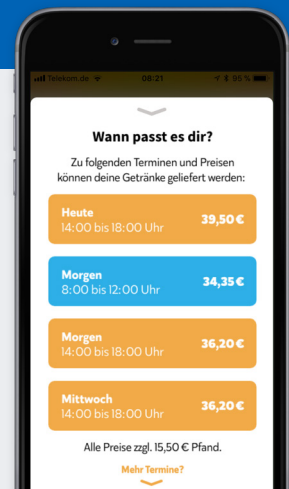 Telekom.de 08:21 95 %
Wann passt es dir?
Zu folgenden Terminen und Preisen
können deine Getränke geliefert werden:
Heute
14:00 bis 18:00 Uhr 39,50 €
Morgen
8:00 bis 12:00 Uhr 34,35 €
Morgen
14:00 bis 18:00 Uhr 36,20 €
Mittwoch
14:00 bis 18:00 Uhr 36,20 €
Alle Preise zzgl. 15,50 € Pfand.
Mehr Termine?